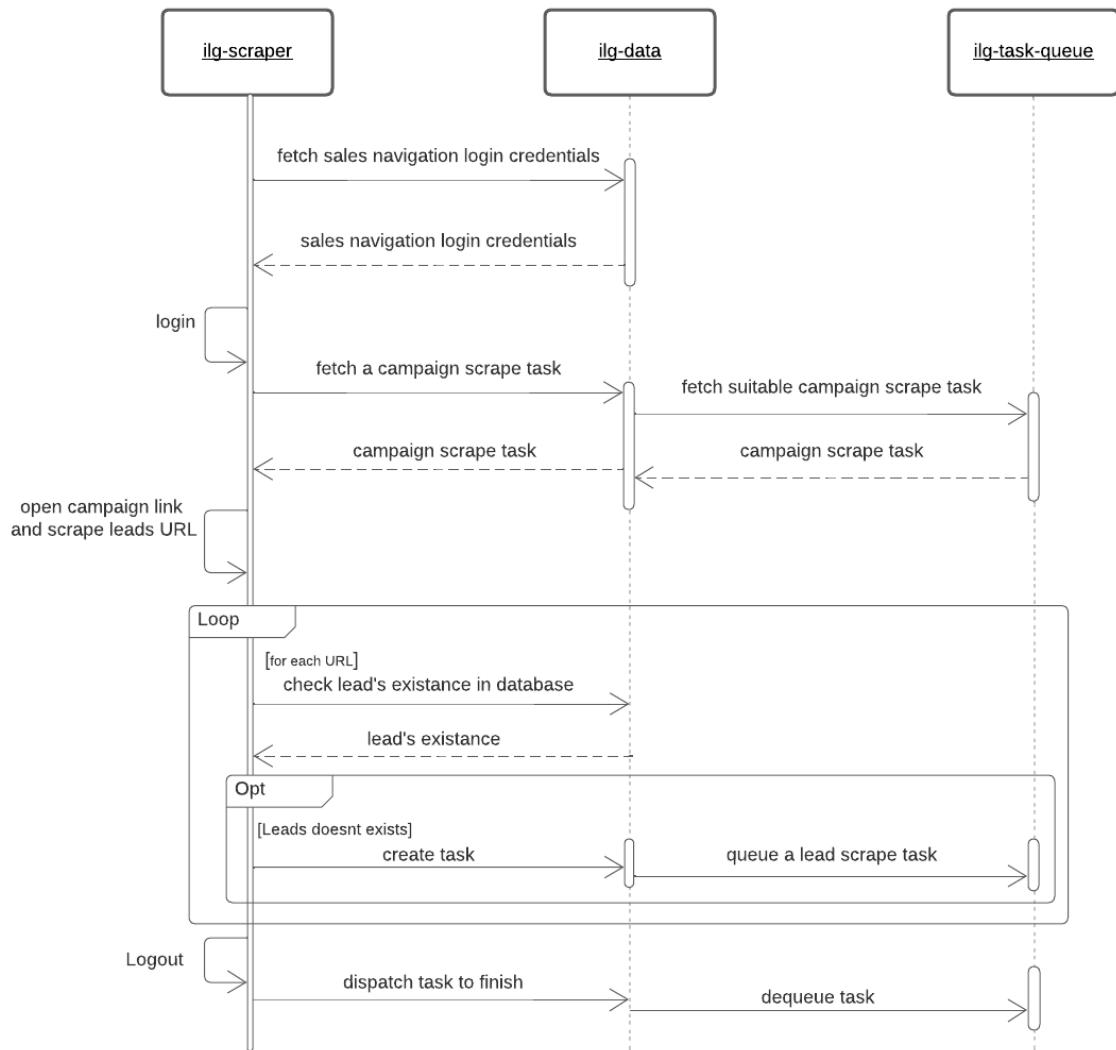 ilg-scraper
ilg-data
ilg-task-queue
fetch sales navigation login credentials
sales navigation login credentials
login
fetch a campaign scrape task
fetch suitable campaign scrape task
campaign scrape task
campaign scrape task
open campaign link
and scrape leads URL
Loop
[for each URL]
check lead's existance in database
lead's existance
Opt
[Leads doesnt exists]
create task
queue a lead scrape task
Logout
dispatch task to finish
dequeue task